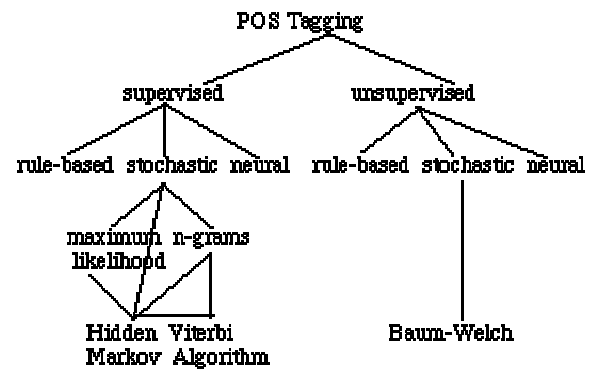 POS Tagging
supervised unsupervised
rule-based stochastic neural rule-based stochastic neural
maximum n-grams
likelihood
Hidden Viterbi Baum-Welch
Markov Algorithm